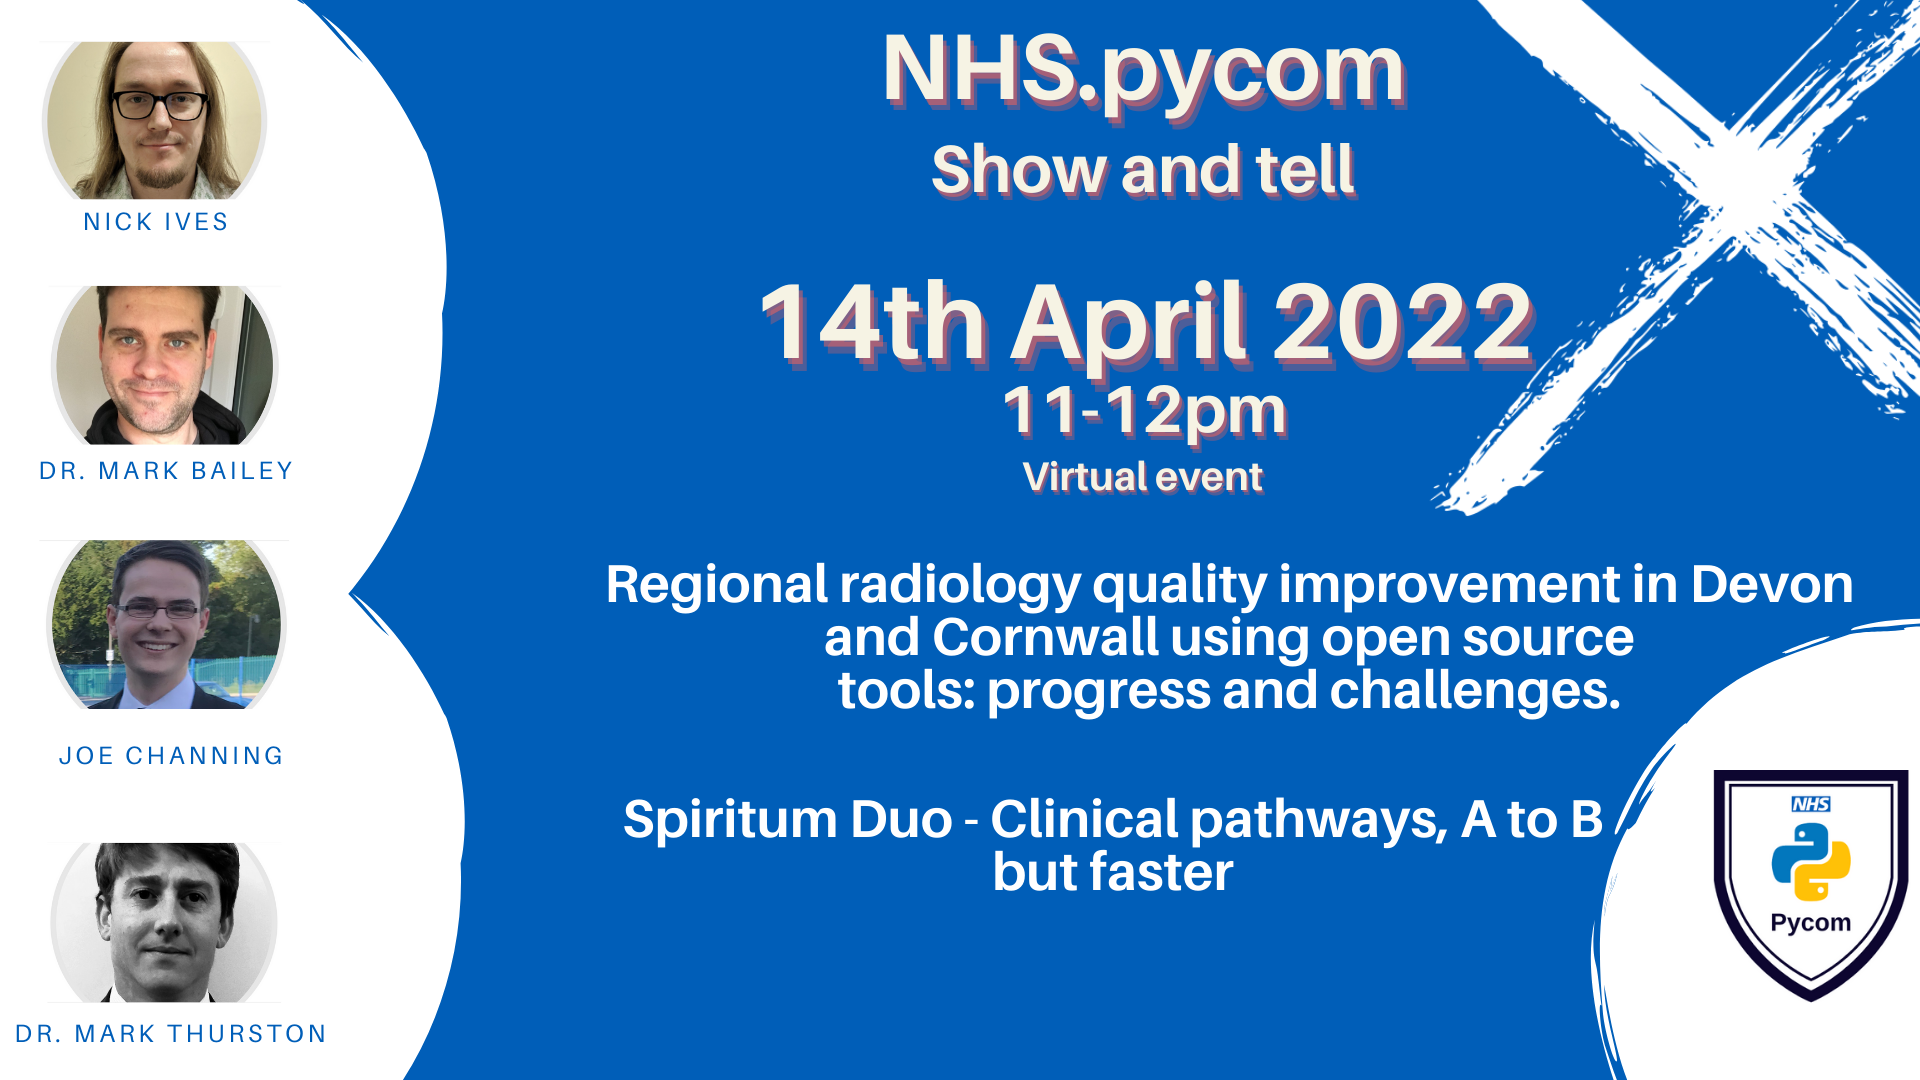 NHS.pycom
Show and tell
14th April 2022
11-12pm
Virtual event
Regional radiology quality improvement in Devon
and Cornwall using open source
tools: progress and challenges.
Spiritum Duo - Clinical pathways, A to B
but faster
NICK IVES
DR. MARK BAILEY
JOE CHANNING
DR. MARK THURSTON
NHS
Pycom